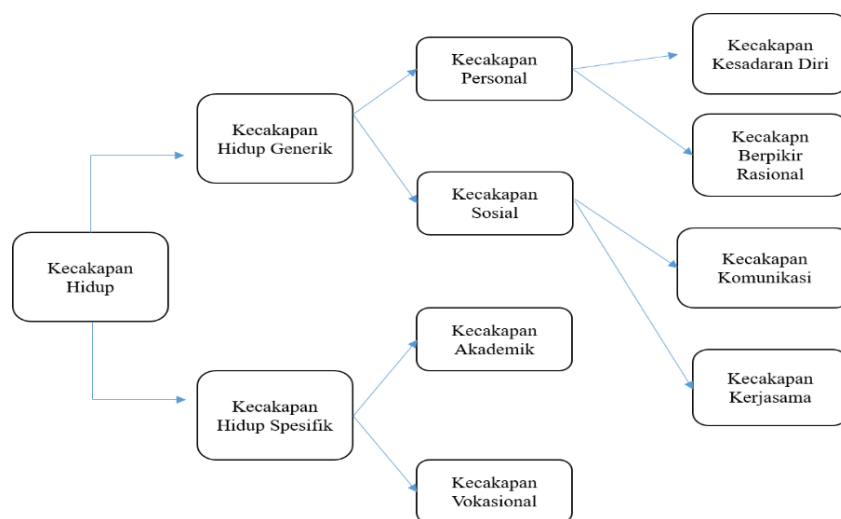 Kecakapan
Hidup
Kecakapan
Hidup Generik
Kecakapan
Hidup Spesifik
Kecakapan
Personal
Kecakapan
Sosial
Kecakapan
Akademik
Kecakapan
Vokasional
Kecakapan
Kesadaran Diri
Kecakapn
Berpikir
Rasional
Kecakapan
Komunikasi
Kecakapan
Kerjasama